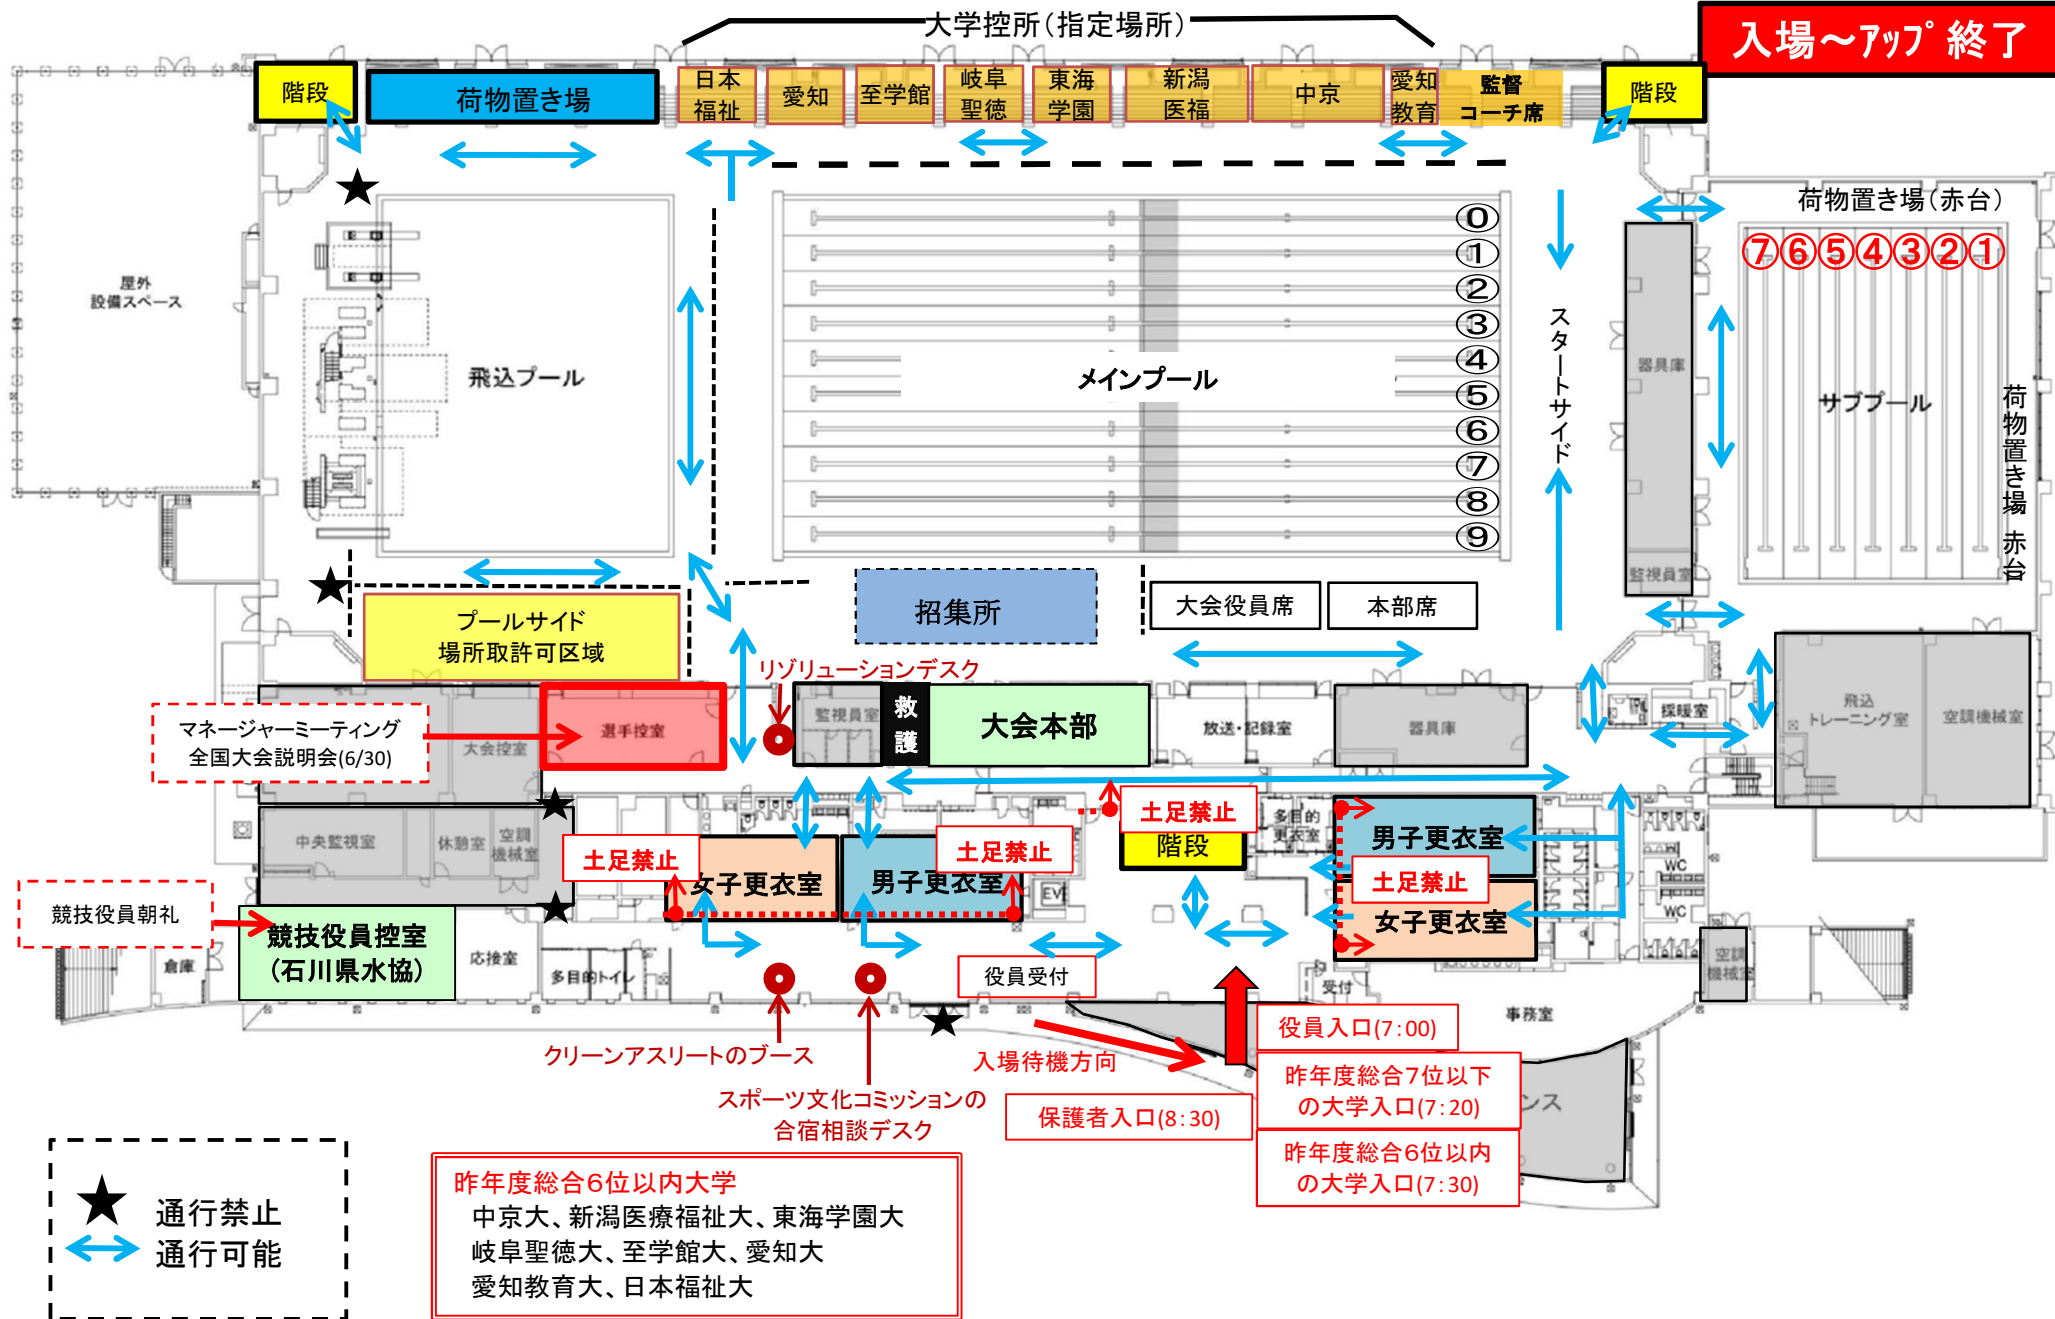 大学控所(指定場所)
入場～アップ終了
階段
荷物置き場
日本
福祉
愛知
至学館
岐阜
聖徳
東海
学園
新潟
医福
中京
愛知
教育
監督
コーチ席
階段
荷物置き場(赤台)
⑦⑥⑤④③②①
屋外
設備スペース
飛込プール
メインプール
⓪
①
②
③
④
⑤
⑥
⑦
⑧
⑨
スタートサイド
器具庫
監視員室
サブプール
荷物置き場 赤台
プールサイド
場所取許可区域
招集所
大会役員席
本部席
リゾリューションデスク
マネージャーミーティング
全国大会説明会(6/30)
大会控室
選手控室
監視員室
救護
大会本部
放送・記録室
器具庫
採暖室
飛込
トレーニング室
空調機械室
中央監視室
休憩室
空調
機械室
土足禁止
女子更衣室
男子更衣室
土足禁止
土足禁止
階段
多目的
更衣室
男子更衣室
土足禁止
女子更衣室
WC
WC
EV
競技役員朝礼
競技役員控室
(石川県水協)
倉庫
応接室
多目的トイレ
役員受付
受付
事務室
空調
機械室
クリーンアスリートのブース
スポーツ文化コミッションの
合宿相談デスク
入場待機方向
保護者入口(8:30)
役員入口(7:00)
昨年度総合7位以下
の大学入口(7:20)
昨年度総合6位以内
の大学入口(7:30)
ンス
★ 通行禁止
通行可能
昨年度総合6位以内大学
中京大、新潟医療福祉大、東海学園大
岐阜聖徳大、至学館大、愛知大
愛知教育大、日本福祉大